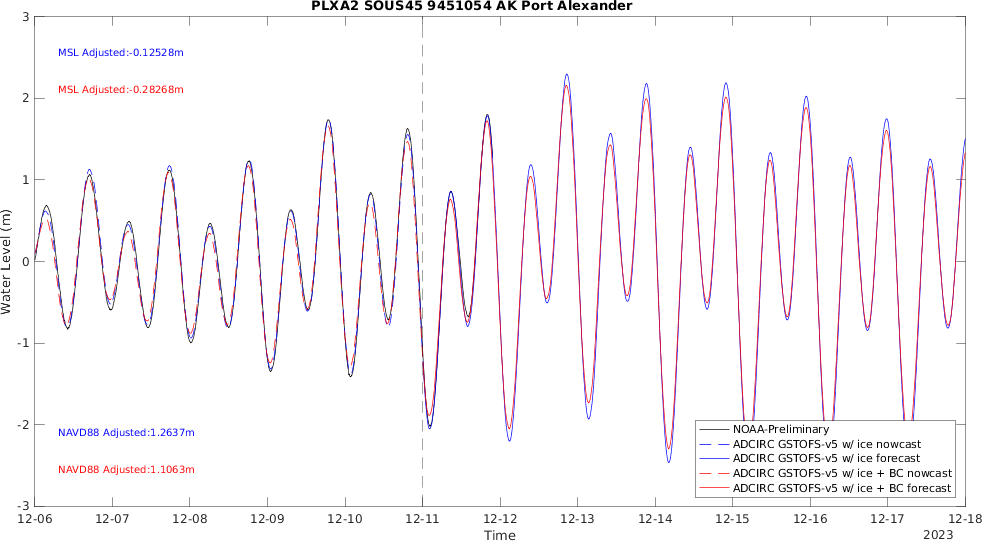 PLXA2 SOUS45 9451054 AK Port Alexander
3
2
1
0
-1
-2
-3
Water Level (m)
MSL Adjusted:-0.12528m
MSL Adjusted:-0.28268m
NAVD88 Adjusted:1.2637m
NAVD88 Adjusted:1.1063m
NOAA-Preliminary
ADCIRC GSTOFS-v5 w/ ice nowcast
ADCIRC GSTOFS-v5 w/ ice forecast
ADCIRC GSTOFS-v5 w/ ice + BC nowcast
ADCIRC GSTOFS-v5 w/ ice + BC forecast
12-06 12-07 12-08 12-09 12-10 12-11 12-12 12-13 12-14 12-15 12-16 12-17 12-18
Time
2023